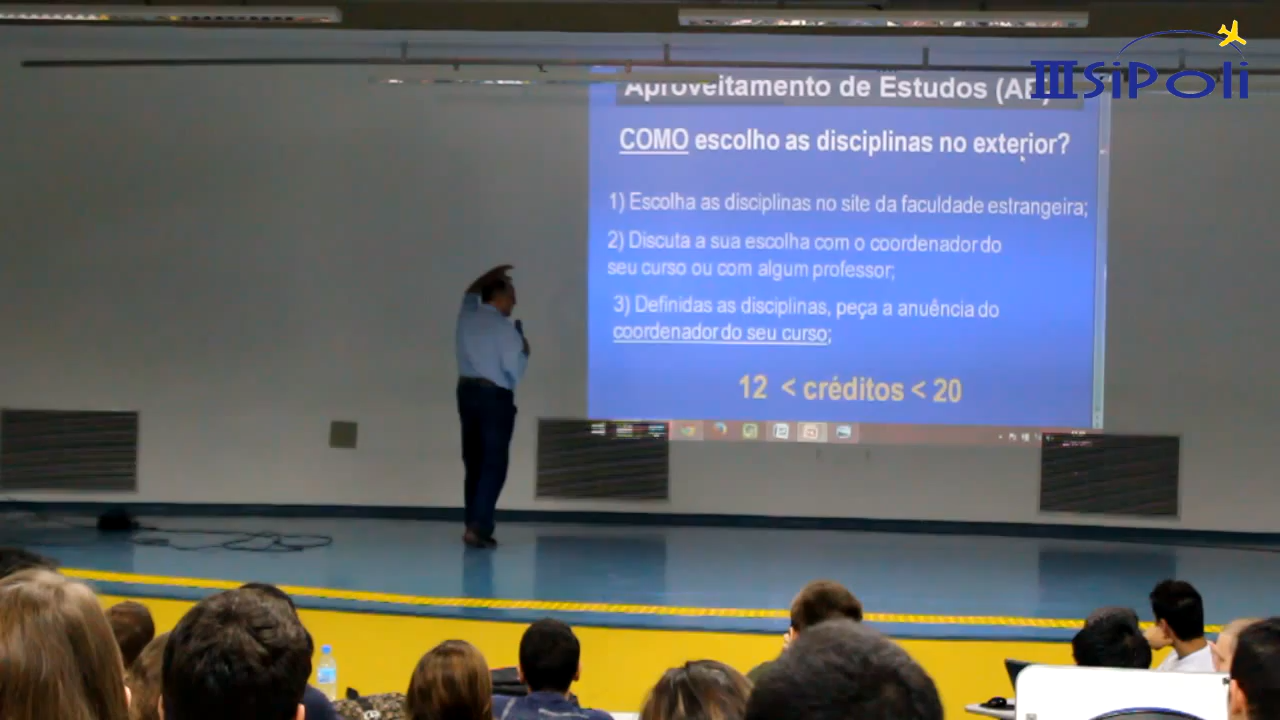 IIISiPoli
Aproveitamento de Estudos (AE)
COMO escolho as disciplinas no exterior?
1) Escolha as disciplinas no site da faculdade estrangeira;
2) Discuta a sua escolha com o coordenador do
seu curso ou com algum professor;
3) Definidas as disciplinas, peça a anuência do
coordenador do seu curso;
12 < créditos < 20